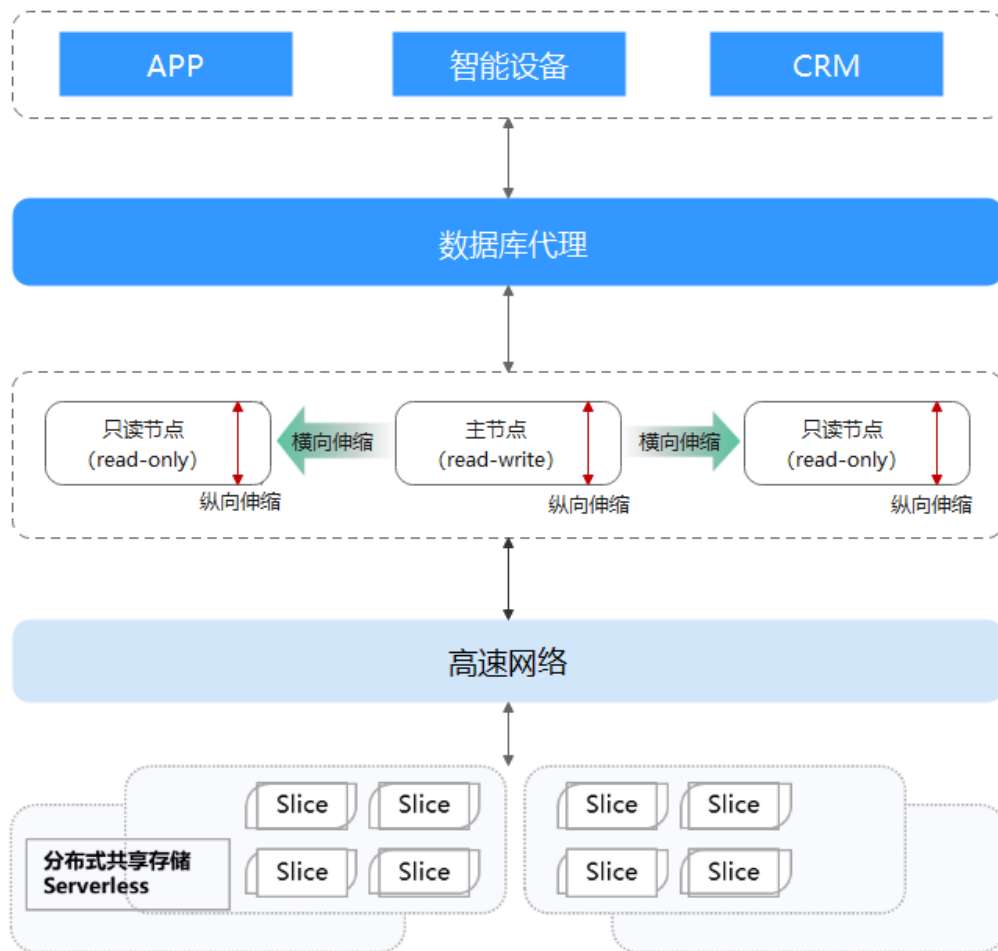 APP
智能设备
CRM
数据库代理
只读节点
（read-only）
纵向伸缩
横向伸缩
主节点
（read-write）
纵向伸缩
横向伸缩
只读节点
（read-only）
纵向伸缩
高速网络
Slice
Slice
Slice
Slice
分布式共享存储
Serverless
Slice
Slice
Slice
Slice